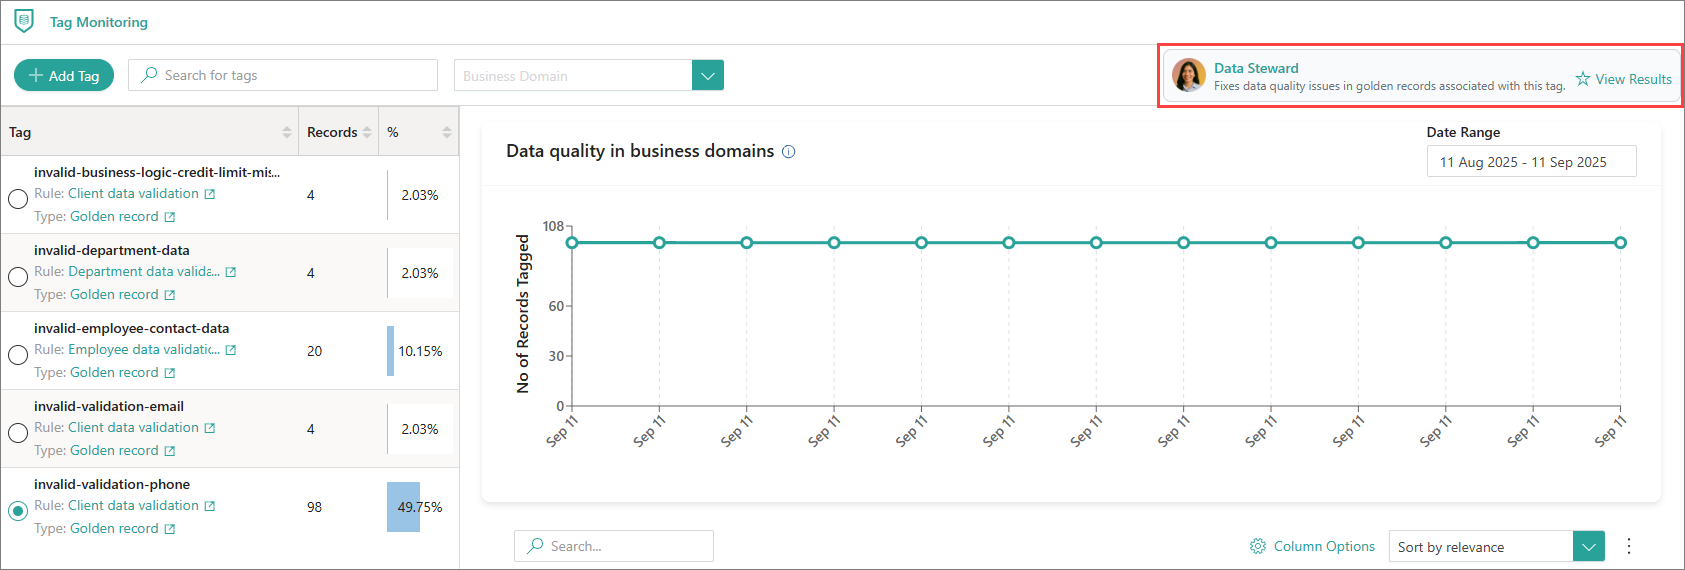 Tag Monitoring
Add Tag
Search for tags
Business Domain
Data Steward
Fixes data quality issues in golden records associated with this tag.
View Results
Tag
Records
%
invalid-business-logic-credit-limit-mis...
Rule: Client data validation
Type: Golden record
4
2.03%
invalid-department-data
Rule: Department data valida...
Type: Golden record
4
2.03%
invalid-employee-contact-data
Rule: Employee data validatic...
Type: Golden record
20
10.15%
invalid-validation-email
Rule: Client data validation
Type: Golden record
4
2.03%
invalid-validation-phone
Rule: Client data validation
Type: Golden record
98
49.75%
Data quality in business domains
Date Range
11 Aug 2025 - 11 Sep 2025
No of Records Tagged
108
60
30
0
Sep 11
Sep 11
Sep 11
Sep 11
Sep 11
Sep 11
Sep 11
Sep 11
Sep 11
Sep 11
Sep 11
Sep 11
Sep 11
Search...
Column Options
Sort by relevance